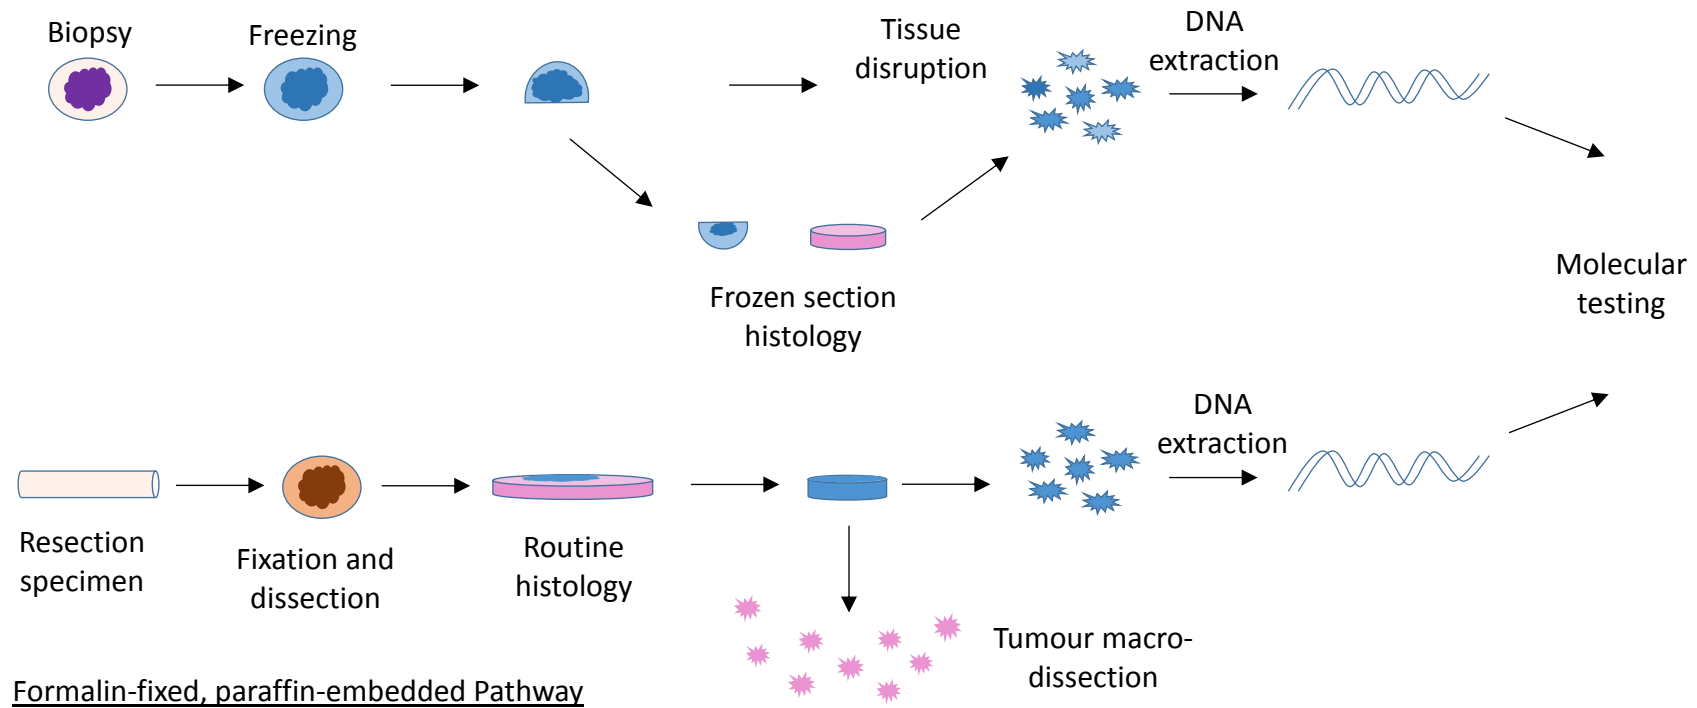 Biopsy
Freezing
Tissue
disruption
DNA
extraction
Frozen section
histology
Molecular
testing
DNA
extraction
Resection
specimen
Fixation and
dissection
Routine
histology
Tumour macro-
dissection
Formalin-fixed, paraffin-embedded Pathway